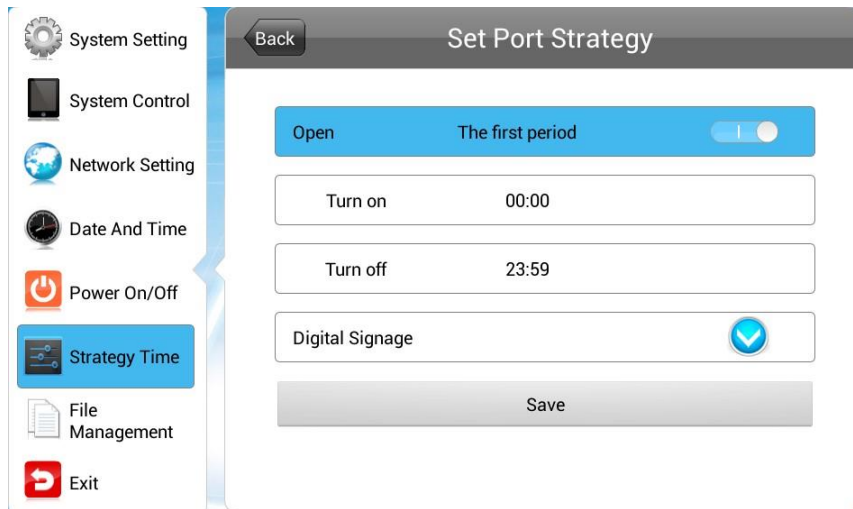 System Setting
System Control
Network Setting
Date And Time
Power On/Off
Strategy Time
File
Management
Exit
Back
Set Port Strategy
Open The first period
Turn on 00:00
Turn off 23:59
Digital Signage
Save